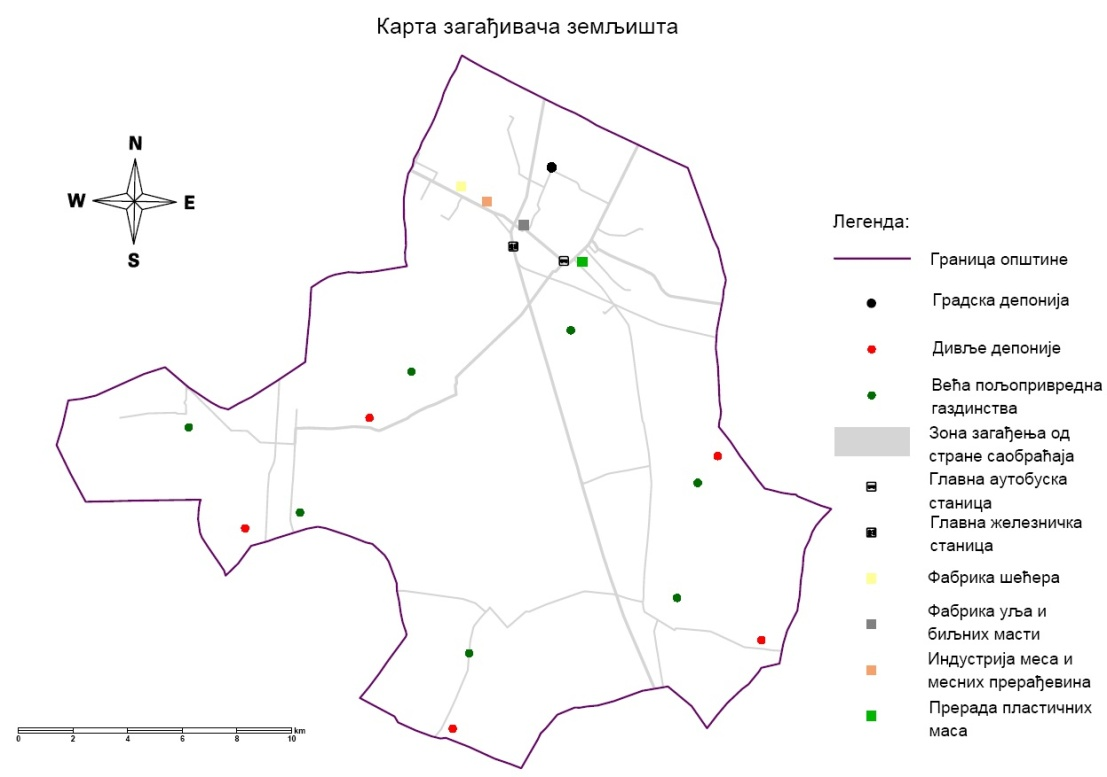 Карта загађивача земљишта
N
W E
S
Легенда:
Граница општине
Градска депонија
Дивље депоније
Већа пољопривредна
газдинства
Зона загађења од
стране саобраћаја
Главна аутобуска
станица
Главна железничка
станица
Фабрика шећера
Фабрика уља и
биљних масти
Индустрија меса и
месних прерађевина
Прерада пластичних
маса
km
0 2 4 6 8 10